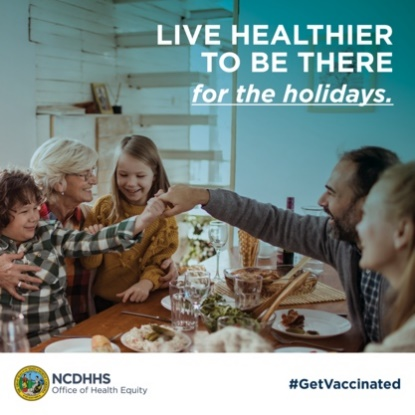 LIVE HEALTHIER
TO BE THERE
for the holidays.
NCDHHS
Office of Health Equity
#GetVaccinated